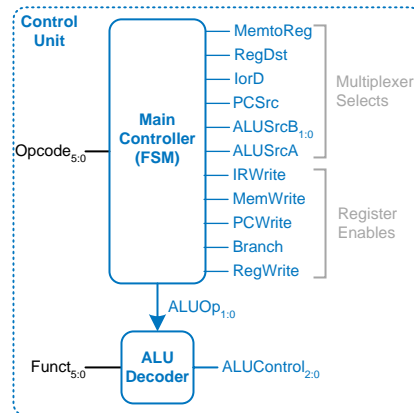 Control
Unit
MemtoReg
RegDst
IorD
PCSrc
ALUSrcB1:0
ALUSrcA
Multiplexer
Selects
Main
Controller
(FSM)
Opcode5:0
IRWrite
MemWrite
PCWrite
Branch
RegWrite
Register
Enables
ALUOp1:0
ALU
Decoder
Funct5:0
ALUControl2:0